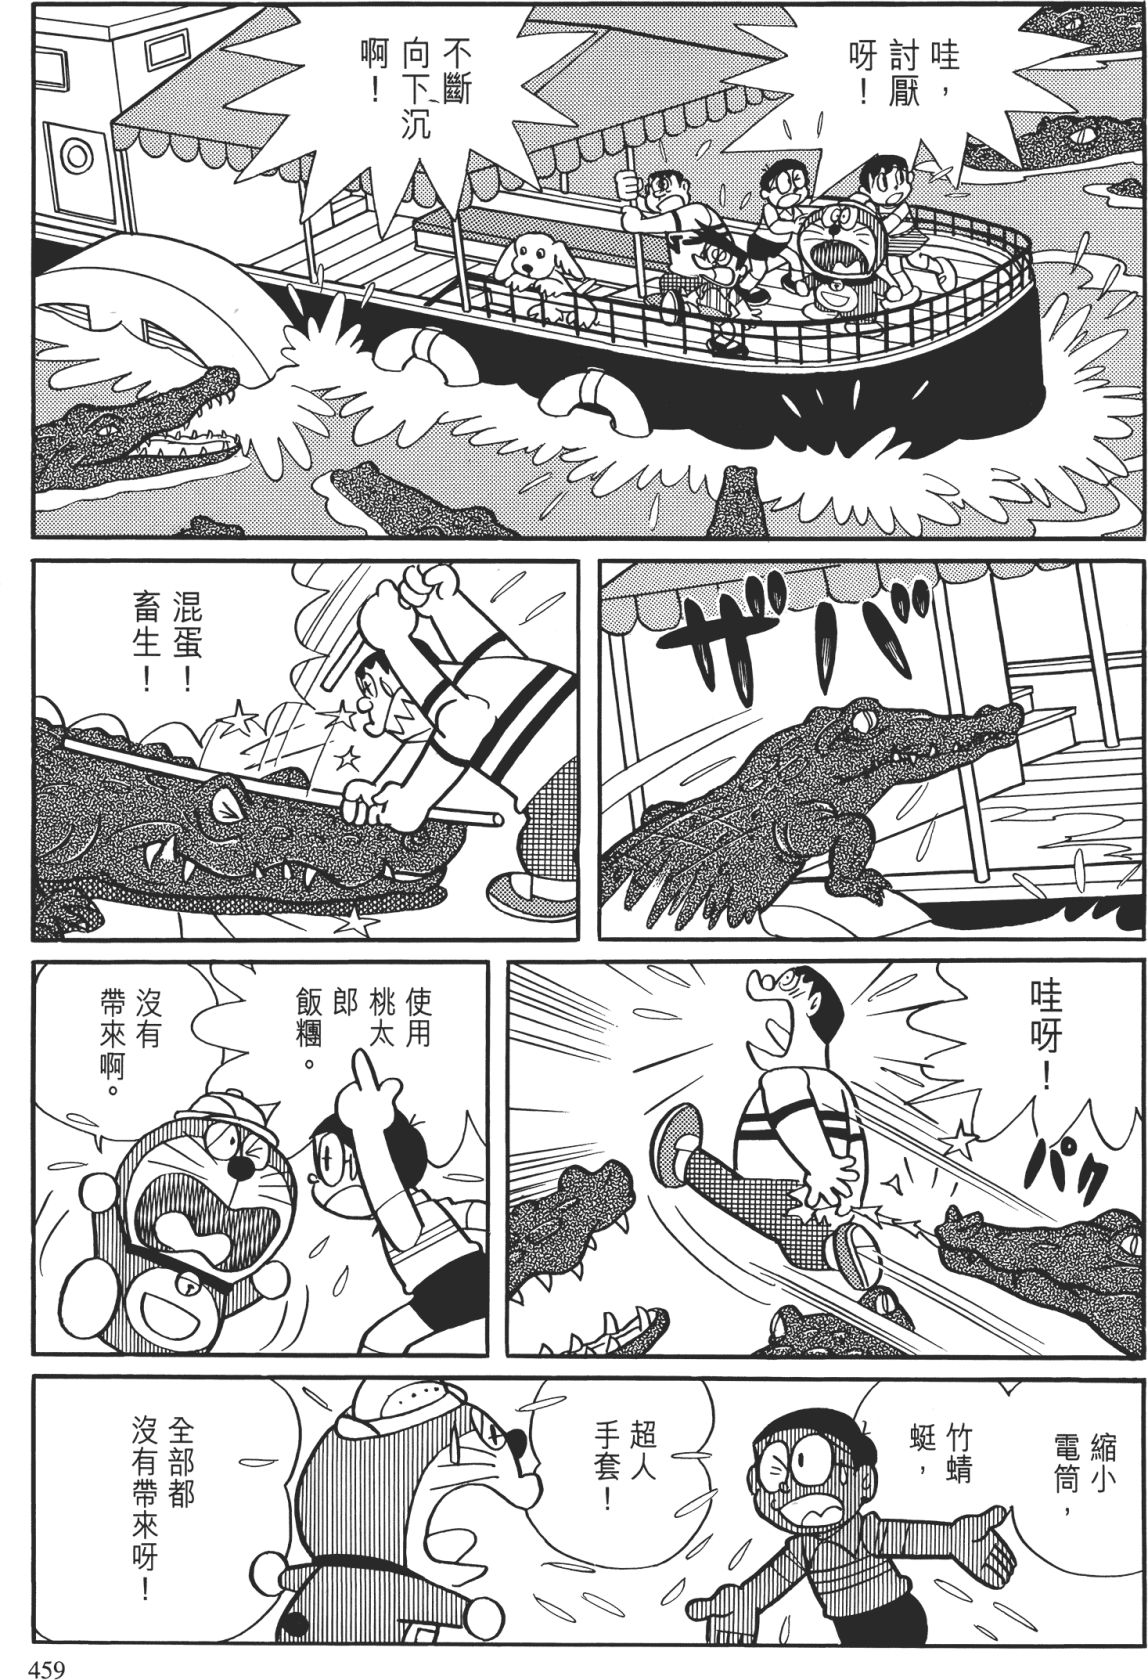 哇，
討厭
呀！
不斷
向下沉
啊！
ザバ
混蛋！
畜生！
哇呀！
パク
使用
桃太
郎
飯糰。
沒有
帶來啊。
縮小
電筒，
竹蜻
蜓，
超人
手套！
全部都
沒有帶來呀！
459